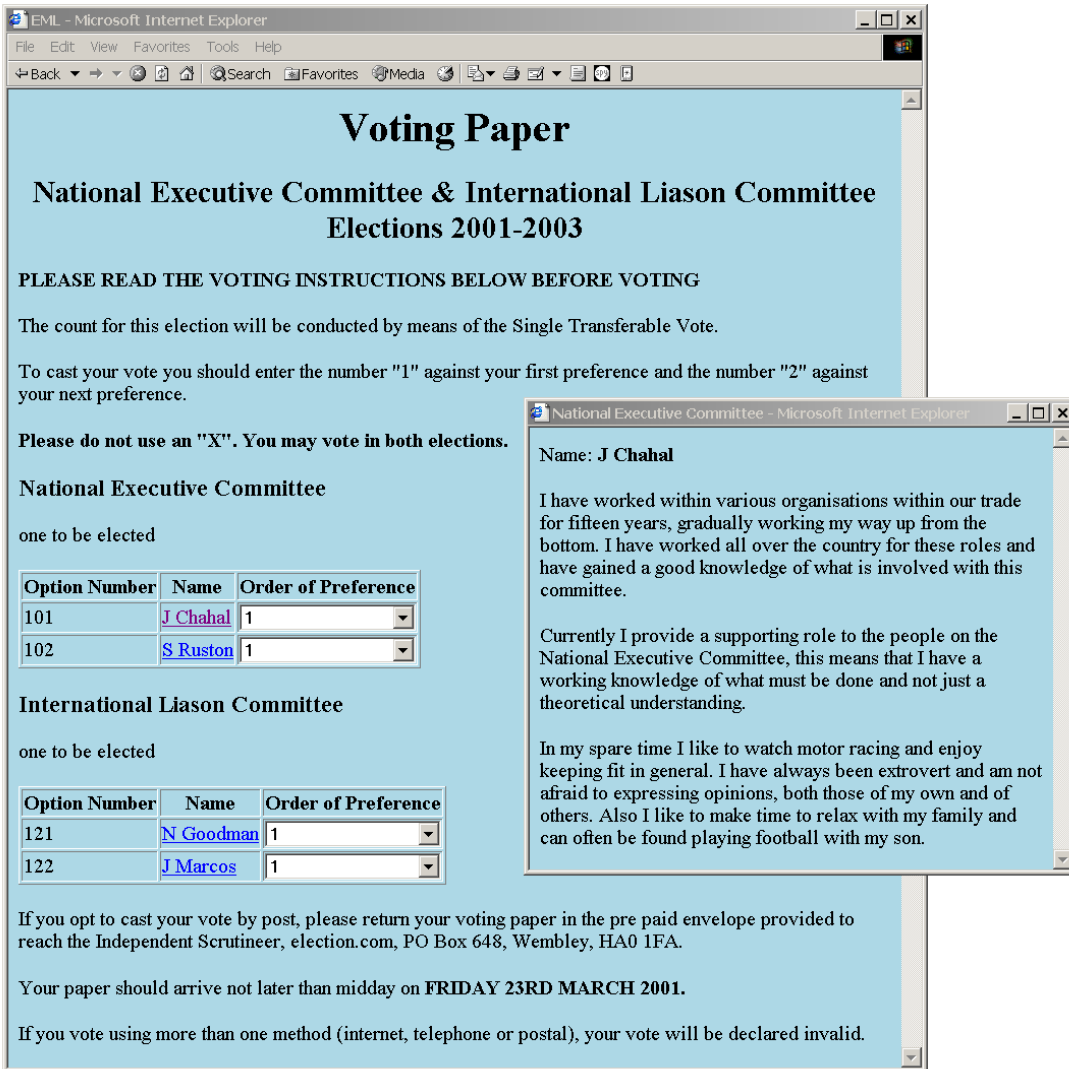 EML - Microsoft Internet Explorer
File Edit View Favorites Tools Help
Back Search Favorites Media
Voting Paper
National Executive Committee & International Liason Committee
Elections 2001-2003
PLEASE READ THE VOTING INSTRUCTIONS BELOW BEFORE VOTING
The count for this election will be conducted by means of the Single Transferable Vote.
To cast your vote you should enter the number "1" against your first preference and the number "2" against
your next preference.
Please do not use an "X". You may vote in both elections.
National Executive Committee
one to be elected
Option Number Name Order of Preference
101 J Chahal 1
102 S Ruston 1
International Liason Committee
one to be elected
Option Number Name Order of Preference
121 N Goodman 1
122 J Marcos 1
If you opt to cast your vote by post, please return your voting paper in the pre paid envelope provided to
reach the Independent Scrutineer, election.com, PO Box 648, Wembley, HA0 1FA.
Your paper should arrive not later than midday on FRIDAY 23RD MARCH 2001.
If you vote using more than one method (internet, telephone or postal), your vote will be declared invalid.
National Executive Committee - Microsoft Internet Explorer
Name: J Chahal
I have worked within various organisations within our trade
for fifteen years, gradually working my way up from the
bottom. I have worked all over the country for these roles and
have gained a good knowledge of what is involved with this
committee.
Currently I provide a supporting role to the people on the
National Executive Committee, this means that I have a
working knowledge of what must be done and not just a
theoretical understanding.
In my spare time I like to watch motor racing and enjoy
keeping fit in general. I have always been extrovert and am not
afraid to expressing opinions, both those of my own and of
others. Also I like to make time to relax with my family and
can often be found playing football with my son.